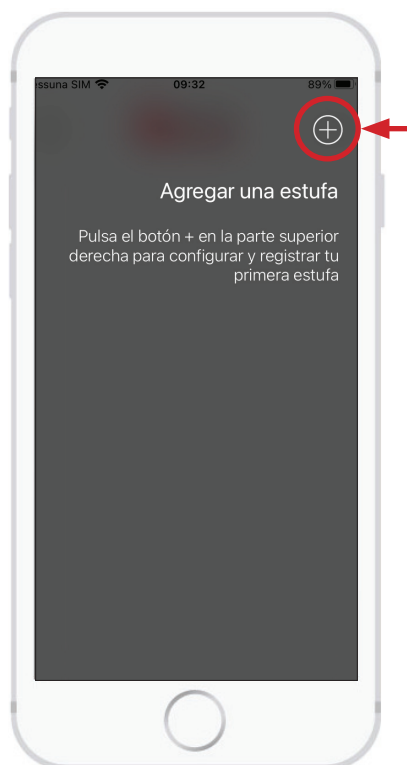 ssuna SIM 09:32 89%
Agregar una estufa
Pulsa el botón + en la parte superior
derecha para configurar y registrar tu
primera estufa